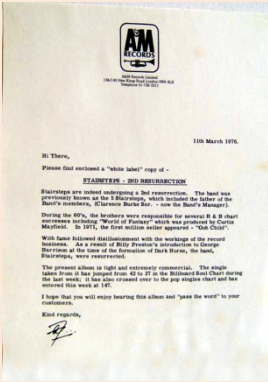 A&M
RECORDS
A&M Records Limited
136/140 New Kings Road London SW6 4LZ
Telephone 01-736
11th March 1976.
Hi There,
Please find enclosed a "white label" copy of -
STAIRSTEPS - 2ND RESURRECTION
Stairsteps are indeed undergoing a 2nd resurrection. The band was
previously known as the 5 Stairsteps, which included the father of the
Band's members, (Clarence Burke Snr. - now the Band's Manager).
During the 60's, the brothers were responsible for several R & B chart
successes including "World of Fantasy" which was produced by Curtis
Mayfield. In 1971, the first million seller appeared - "Ooh Child".
With fame followed disillusionment with the workings of the record
business. As a result of Billy Preston's introduction to George
Harrison at the time of the formation of Dark Horse, the band,
Stairsteps, were resurrected.
The present album is tight and extremely commercial. The single
taken from it has jumped from 42 to 27 in the Billboard Soul Chart during
the last week; it has also crossed over to the pop singles chart and has
entered this week at 147.
I hope that you will enjoy hearing this album and "pass the word" to your
customers.
Kind regards,